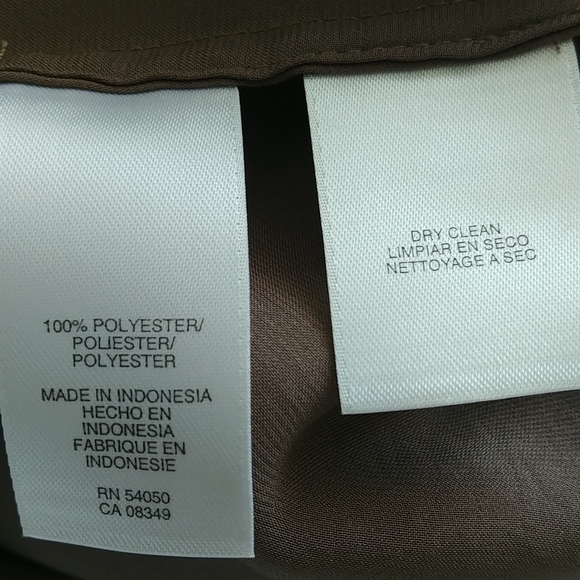 100% POLYESTER/
POLIESTER/
POLYESTER
MADE IN INDONESIA
HECHO EN
INDONESIA
FABRIQUE EN
INDONESIE
RN 54050
CA 08349
DRY CLEAN
LIMPIAR EN SECO
NETTOYAGE A SEC